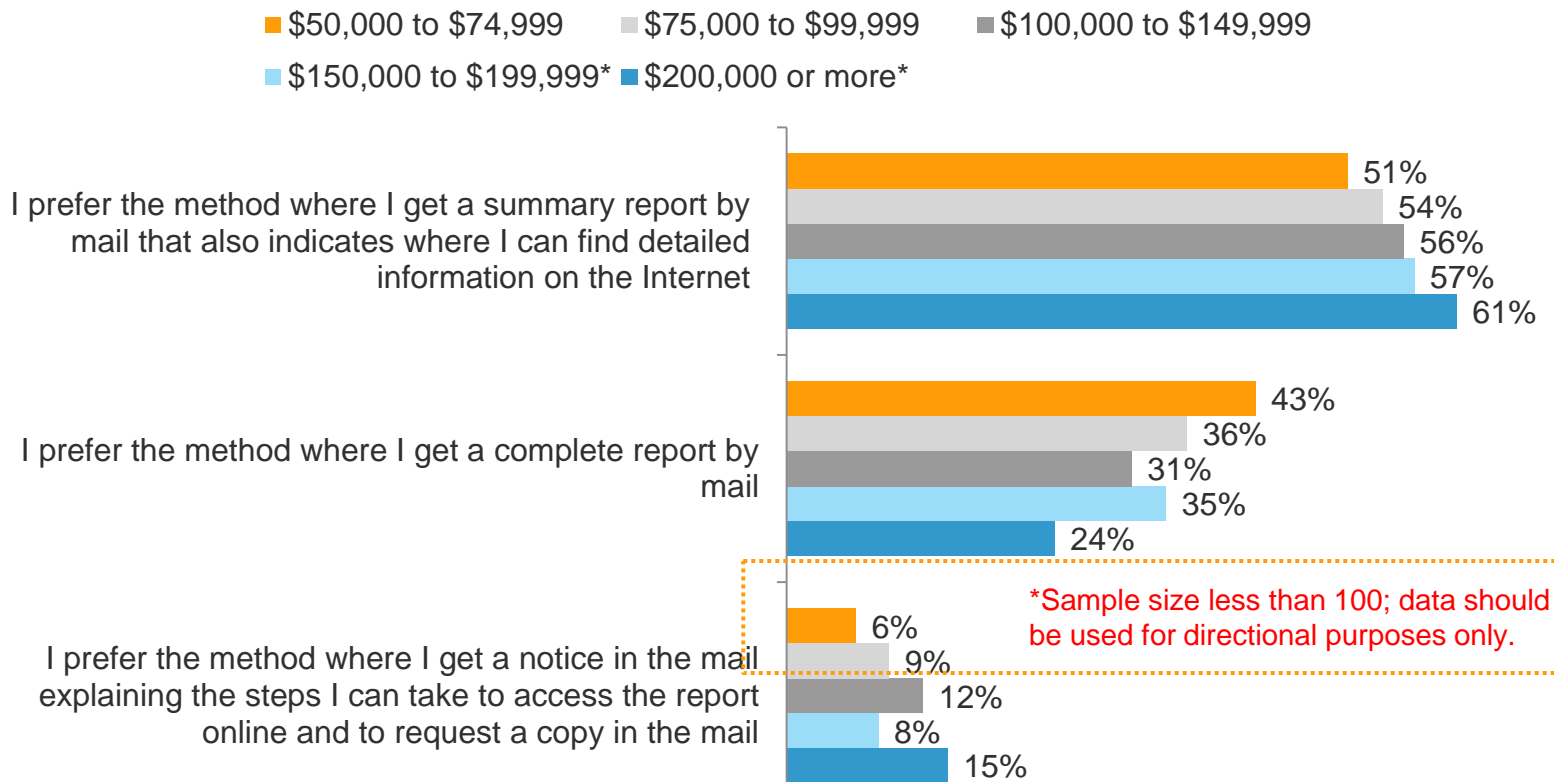 $50,000 to $74,999 $75,000 to $99,999 $100,000 to $149,999
$150,000 to $199,999* $200,000 or more*
I prefer the method where I get a summary report by
mail that also indicates where I can find detailed
information on the Internet
51%
54%
56%
57%
61%
I prefer the method where I get a complete report by
mail
43%
36%
31%
35%
24%
I prefer the method where I get a notice in the mail
explaining the steps I can take to access the report
online and to request a copy in the mail
6%
9%
12%
8%
15%
*Sample size less than 100; data should
be used for directional purposes only.